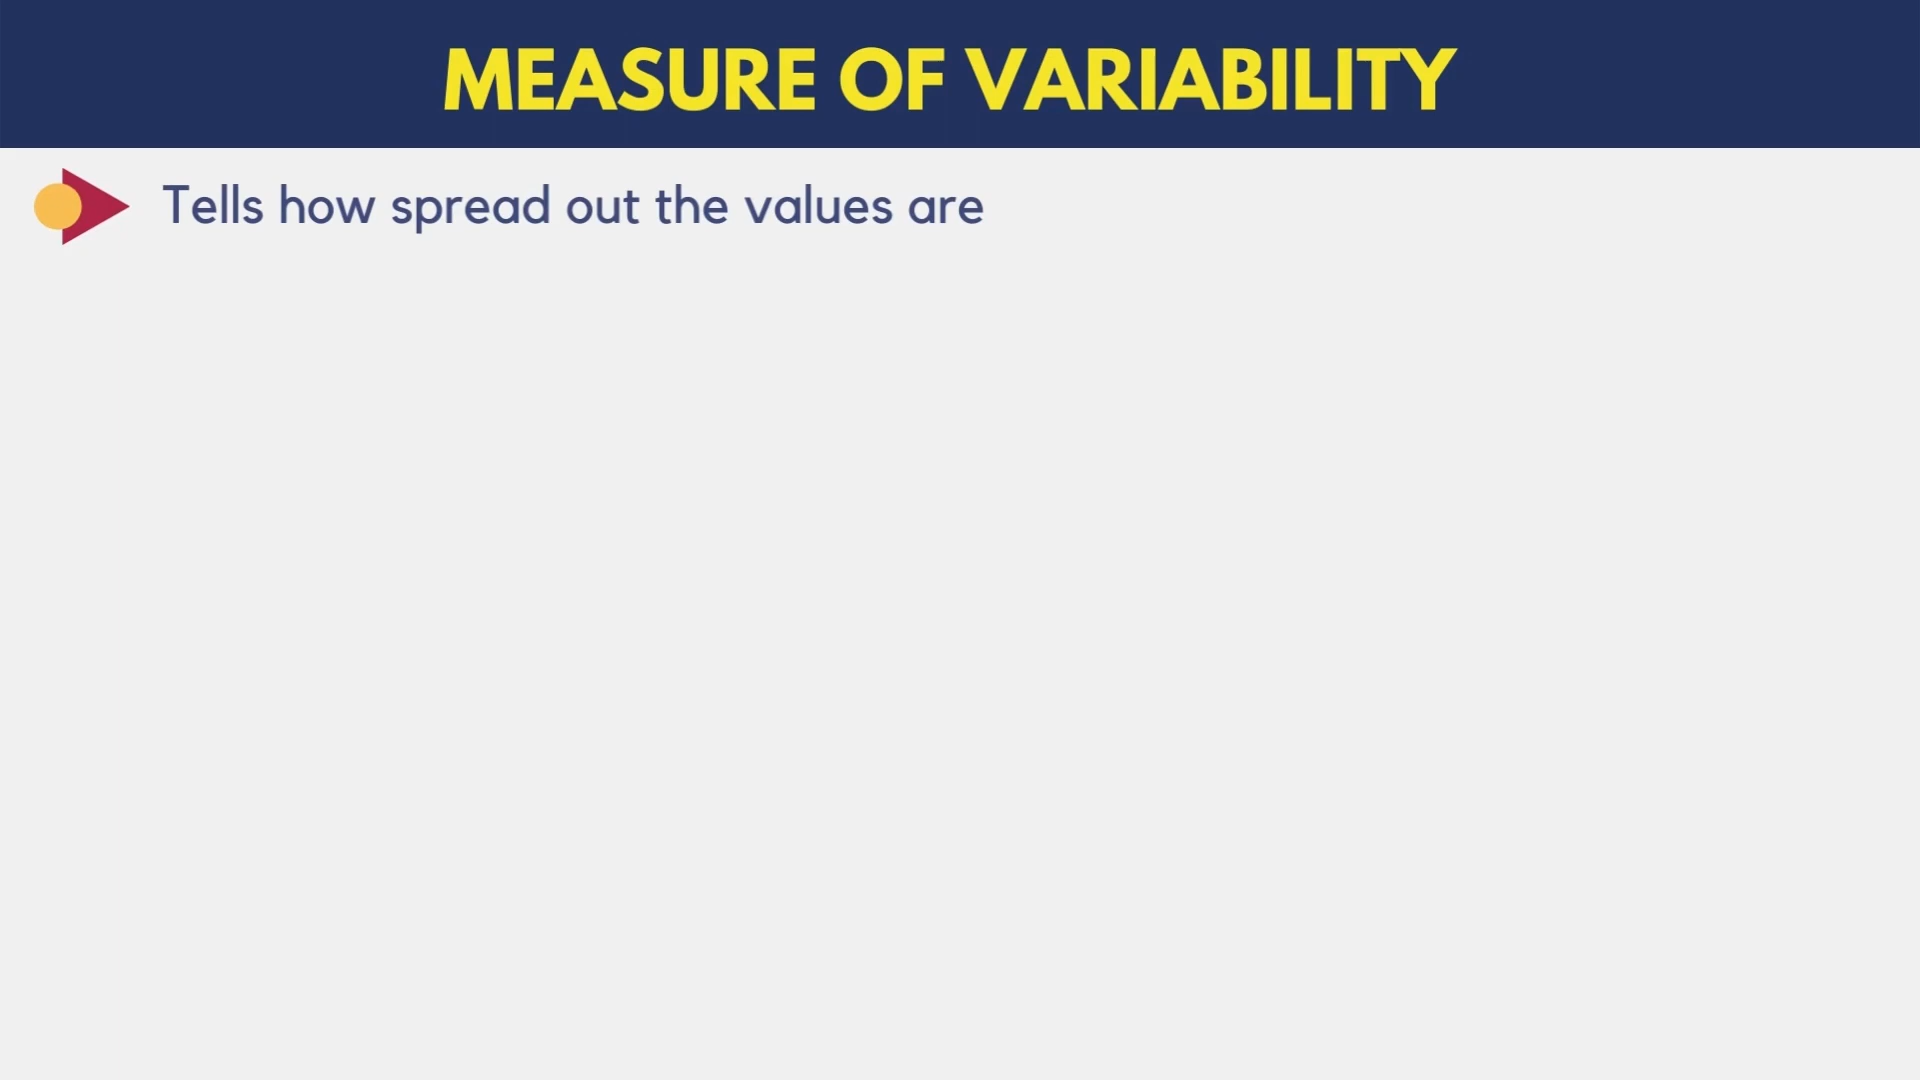 MEASURE OF VARIABILITY
Tells how spread out the values are